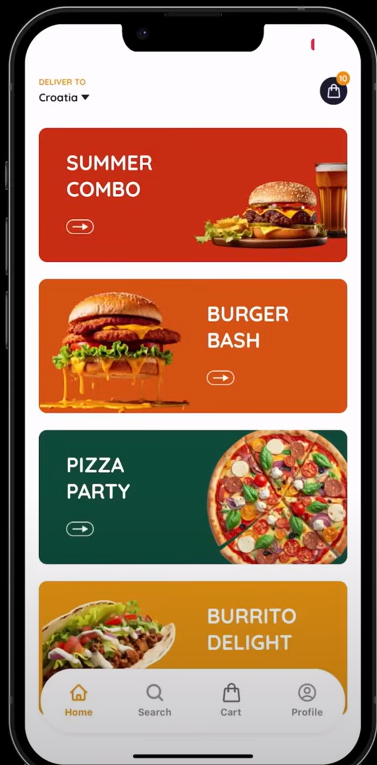 DELIVER TO
Croatia
10
SUMMER
COMBO
BURGER
BASH
PIZZA
PARTY
BURRITO
DELIGHT
Home
Search
Cart
Profile